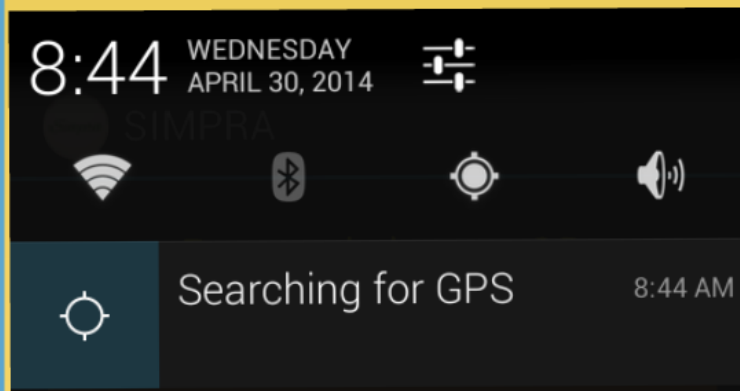 8:44
WEDNESDAY
APRIL 30, 2014
SIMPRA
Searching for GPS
8:44 AM